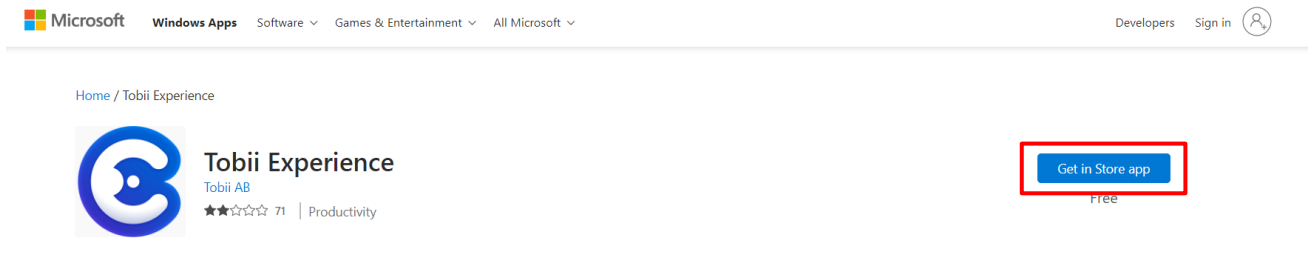 Microsoft Windows Apps Software Games & Entertainment All Microsoft Developers Sign in
Home / Tobii Experience
Tobii Experience
Get in Store app
Tobii AB
71 Productivity
Free